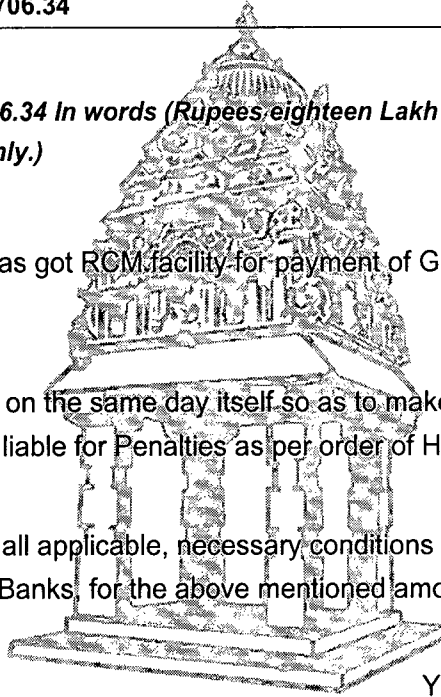 706.34
6.34 In words (Rupees eighteen Lakh
nly.)
as got RCM facility for payment of G
on the same day itself so as to make
liable for Penalties as per order of H
all applicable, necessary conditions
Banks, for the above mentioned amo
Y